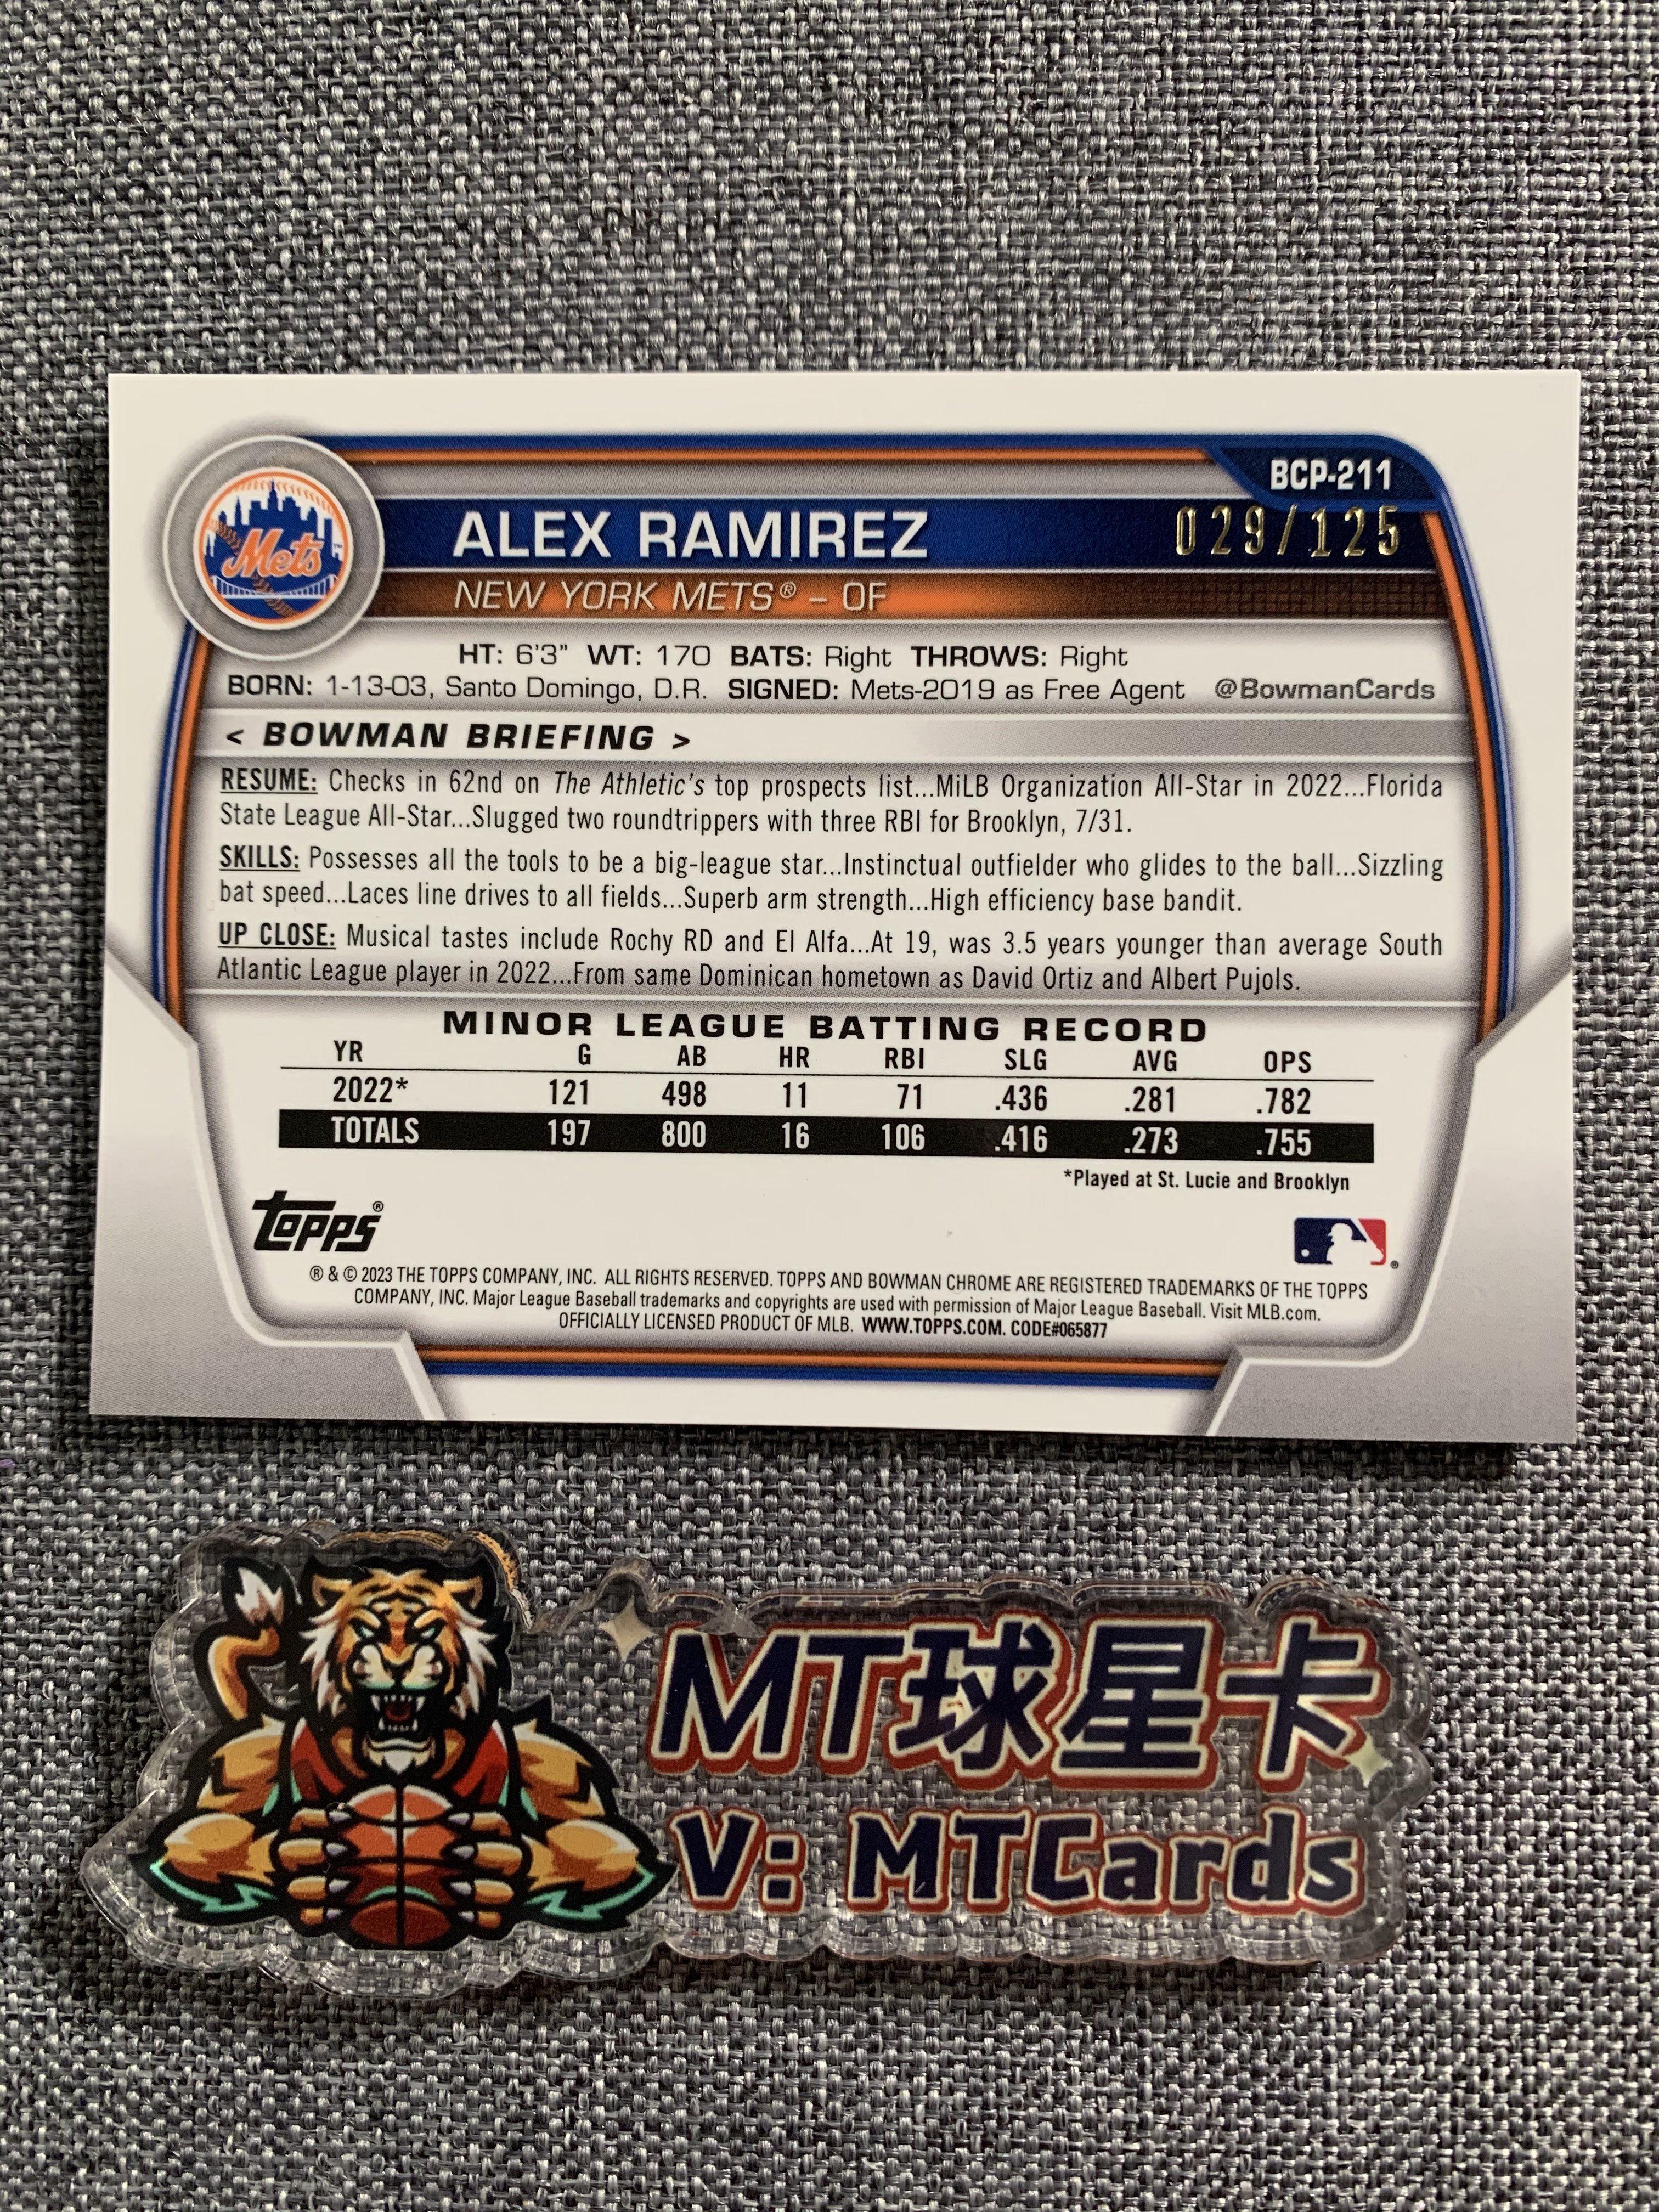 BCP-211
Mets
ALEX RAMIREZ 029/125
NEW YORK METS® – OF
HT: 6'3" WT: 170 BATS: Right THROWS: Right
BORN: 1-13-03, Santo Domingo, D.R. SIGNED: Mets-2019 as Free Agent @BowmanCards
< BOWMAN BRIEFING >
RESUME: Checks in 62nd on The Athletic's top prospects list...MiLB Organization All-Star in 2022...Florida
State League All-Star...Slugged two roundtrippers with three RBI for Brooklyn, 7/31.
SKILLS: Possesses all the tools to be a big-league star...Instinctual outfielder who glides to the ball...Sizzling
bat speed...Laces line drives to all fields...Superb arm strength...High efficiency base bandit.
UP CLOSE: Musical tastes include Rochy RD and El Alfa...At 19, was 3.5 years younger than average South
Atlantic League player in 2022...From same Dominican hometown as David Ortiz and Albert Pujols.
MINOR LEAGUE BATTING RECORD
YR G AB HR RBI SLG AVG OPS
2022* 121 498 11 71 .436 .281 .782
TOTALS 197 800 16 106 .416 .273 .755
*Played at St. Lucie and Brooklyn
TOPPS®
® & © 2023 THE TOPPS COMPANY, INC. ALL RIGHTS RESERVED. TOPPS AND BOWMAN CHROME ARE REGISTERED TRADEMARKS OF THE TOPPS
COMPANY, INC. Major League Baseball trademarks and copyrights are used with permission of Major League Baseball. Visit MLB.com.
OFFICIALLY LICENSED PRODUCT OF MLB. WWW.TOPPS.COM. CODE#065877
MT球星卡
V: MTCards